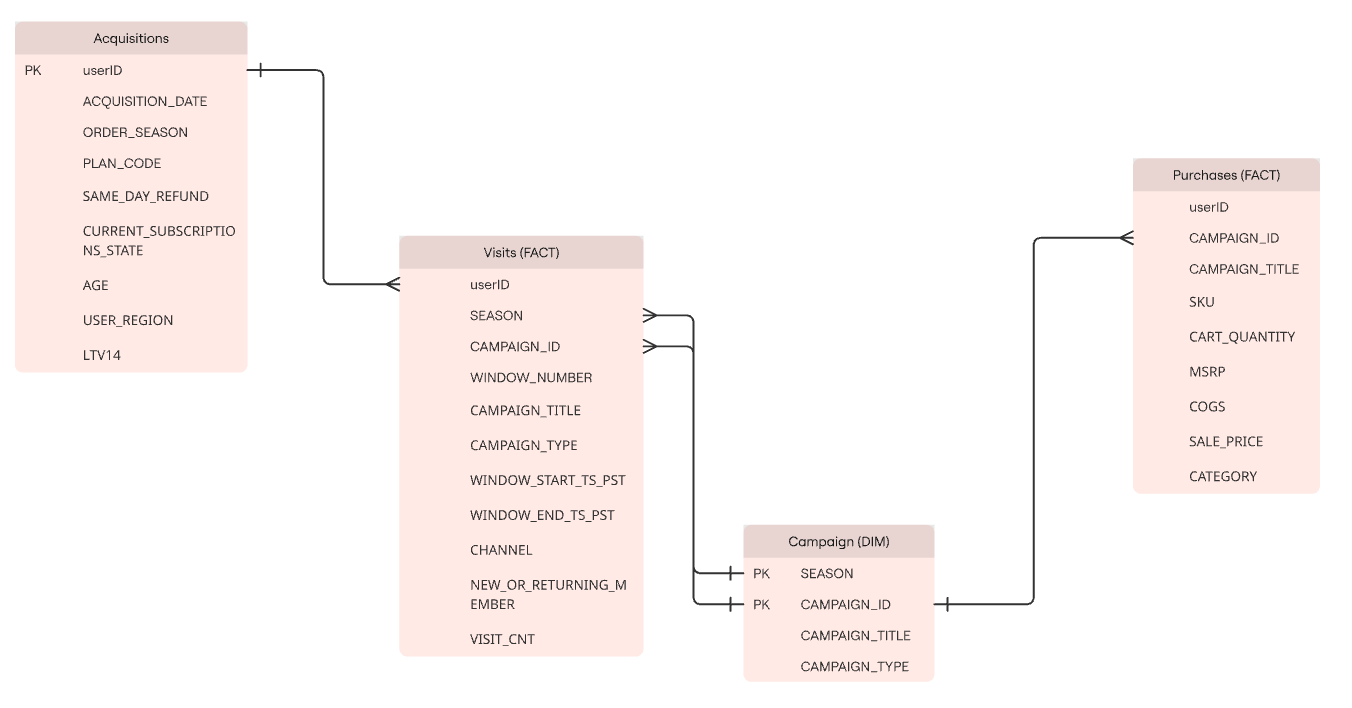 Acquisitions
PK userID
ACQUISITION_DATE
ORDER_SEASON
PLAN_CODE
SAME_DAY_REFUND
CURRENT_SUBSCRIPTIO
NS_STATE
AGE
USER_REGION
LTV14
Visits (FACT)
userID
SEASON
CAMPAIGN_ID
WINDOW_NUMBER
CAMPAIGN_TITLE
CAMPAIGN_TYPE
WINDOW_START_TS_PST
WINDOW_END_TS_PST
CHANNEL
NEW_OR_RETURNING_M
EMBER
VISIT_CNT
Campaign (DIM)
PK SEASON
PK CAMPAIGN_ID
CAMPAIGN_TITLE
CAMPAIGN_TYPE
Purchases (FACT)
userID
CAMPAIGN_ID
CAMPAIGN_TITLE
SKU
CART_QUANTITY
MSRP
COGS
SALE_PRICE
CATEGORY